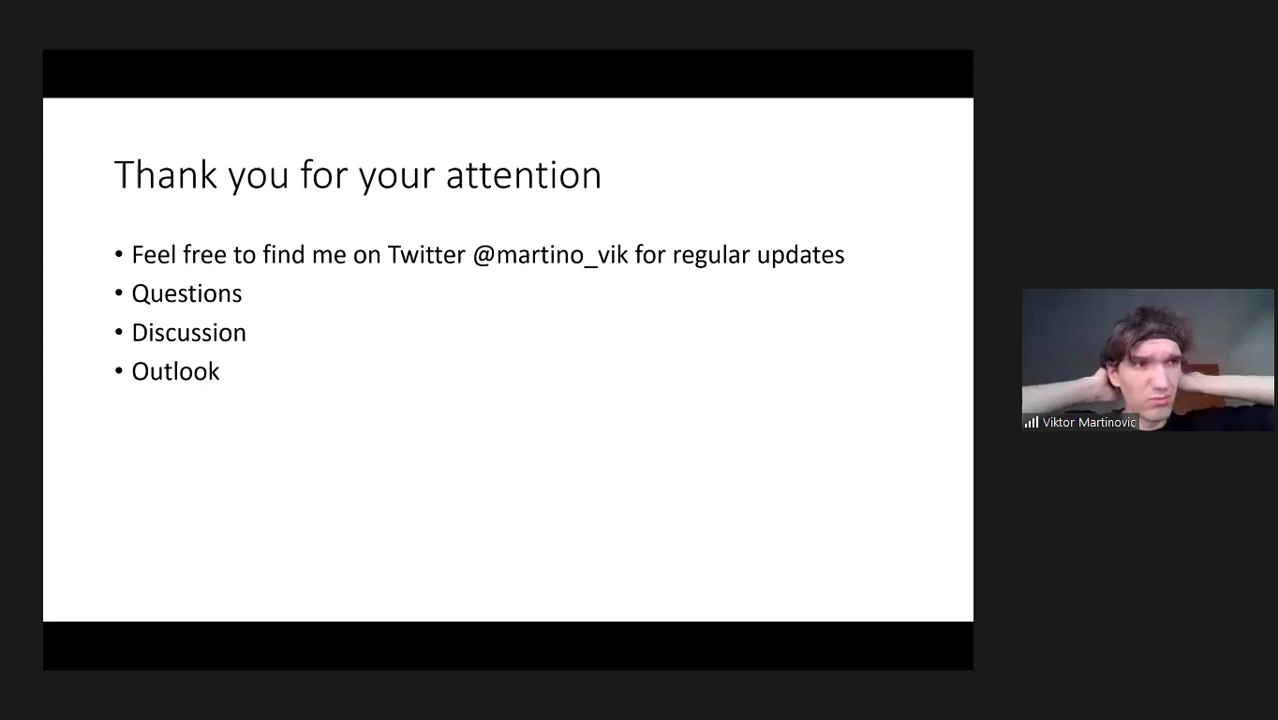 Thank you for your attention
• Feel free to find me on Twitter @martino_vik for regular updates
• Questions
• Discussion
• Outlook
Viktor Martinovic